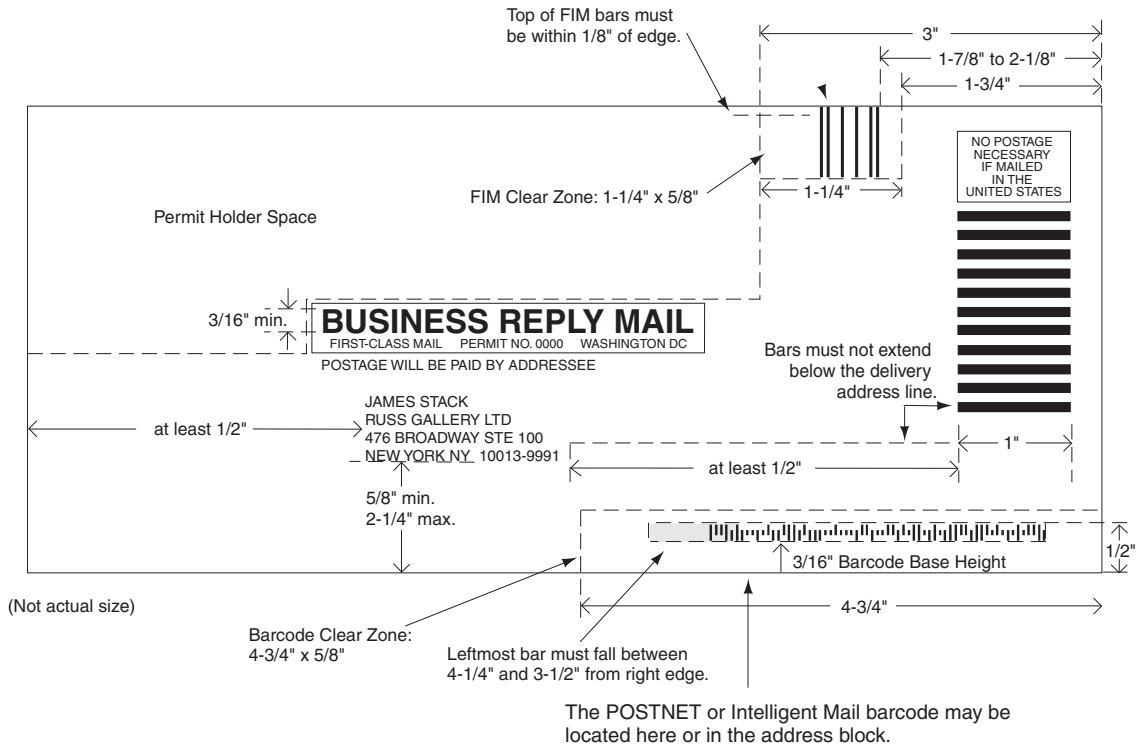 Top of FIM bars must
be within 1/8" of edge.
3"
1-7/8" to 2-1/8"
1-3/4"
NO POSTAGE
NECESSARY
IF MAILED
IN THE
UNITED STATES
FIM Clear Zone: 1-1/4" x 5/8"
1-1/4"
Permit Holder Space
3/16" min.
BUSINESS REPLY MAIL
FIRST-CLASS MAIL PERMIT NO. 0000 WASHINGTON DC
POSTAGE WILL BE PAID BY ADDRESSEE
Bars must not extend
below the delivery
address line.
JAMES STACK
RUSS GALLERY LTD
476 BROADWAY STE 100
NEW YORK NY 10013-9991
at least 1/2"
1"
at least 1/2"
5/8" min.
2-1/4" max.
1/2"
3/16" Barcode Base Height
(Not actual size)
4-3/4"
Barcode Clear Zone:
4-3/4" x 5/8"
Leftmost bar must fall between
4-1/4" and 3-1/2" from right edge.
The POSTNET or Intelligent Mail barcode may be
located here or in the address block.